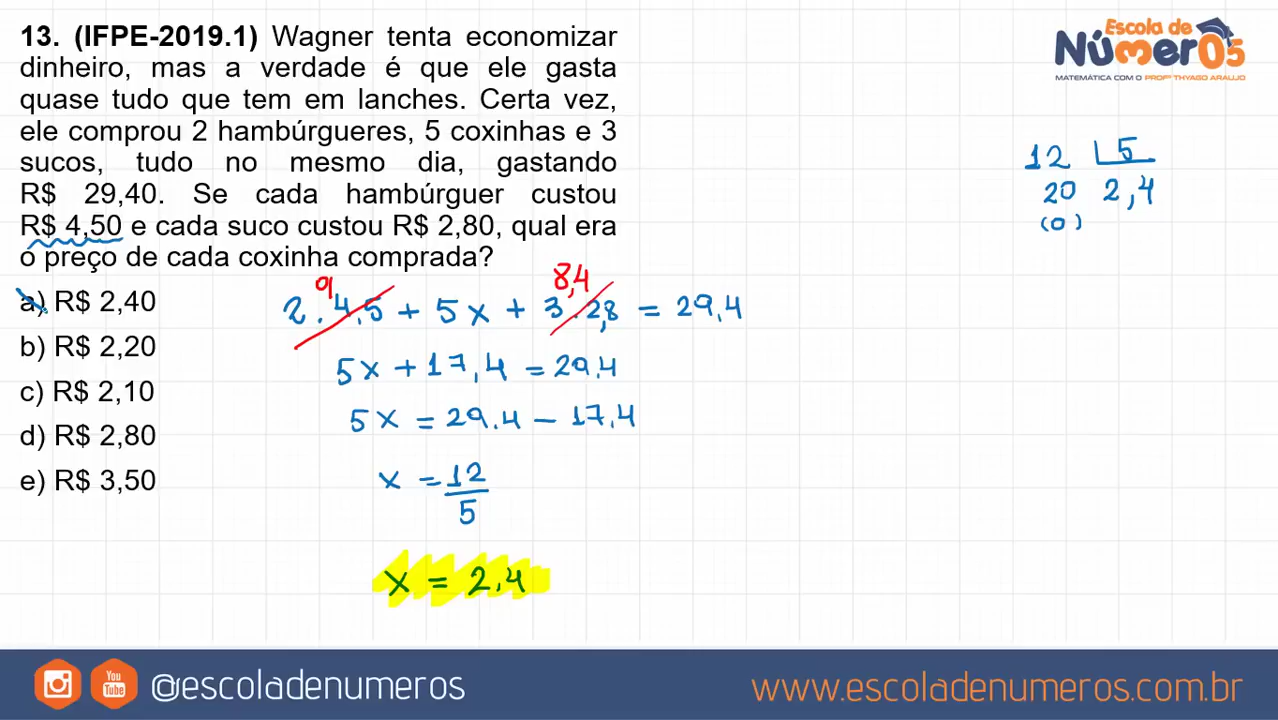 13. (IFPE-2019.1) Wagner tenta economizar
dinheiro, mas a verdade é que ele gasta
quase tudo que tem em lanches. Certa vez,
ele comprou 2 hambúrgueres, 5 coxinhas e 3
sucos, tudo no mesmo dia, gastando
R$ 29,40. Se cada hambúrguer custou
R$ 4,50 e cada suco custou R$ 2,80, qual era
o preço de cada coxinha comprada?
a) R$ 2,40
b) R$ 2,20
c) R$ 2,10
d) R$ 2,80
e) R$ 3,50
9 8,4
2.4,5 + 5x + 3.2,8 = 29,4
5x + 17,4 = 29,4
5x = 29,4 - 17,4
x = 12/5
x = 2,4
Escola de
Números
MATEMÁTICA COM O PROFº THYAGO ARAÚJO
12 5
20 2,4
(0)
You
Tube
@escoladenumeros
www.escoladenumeros.com.br